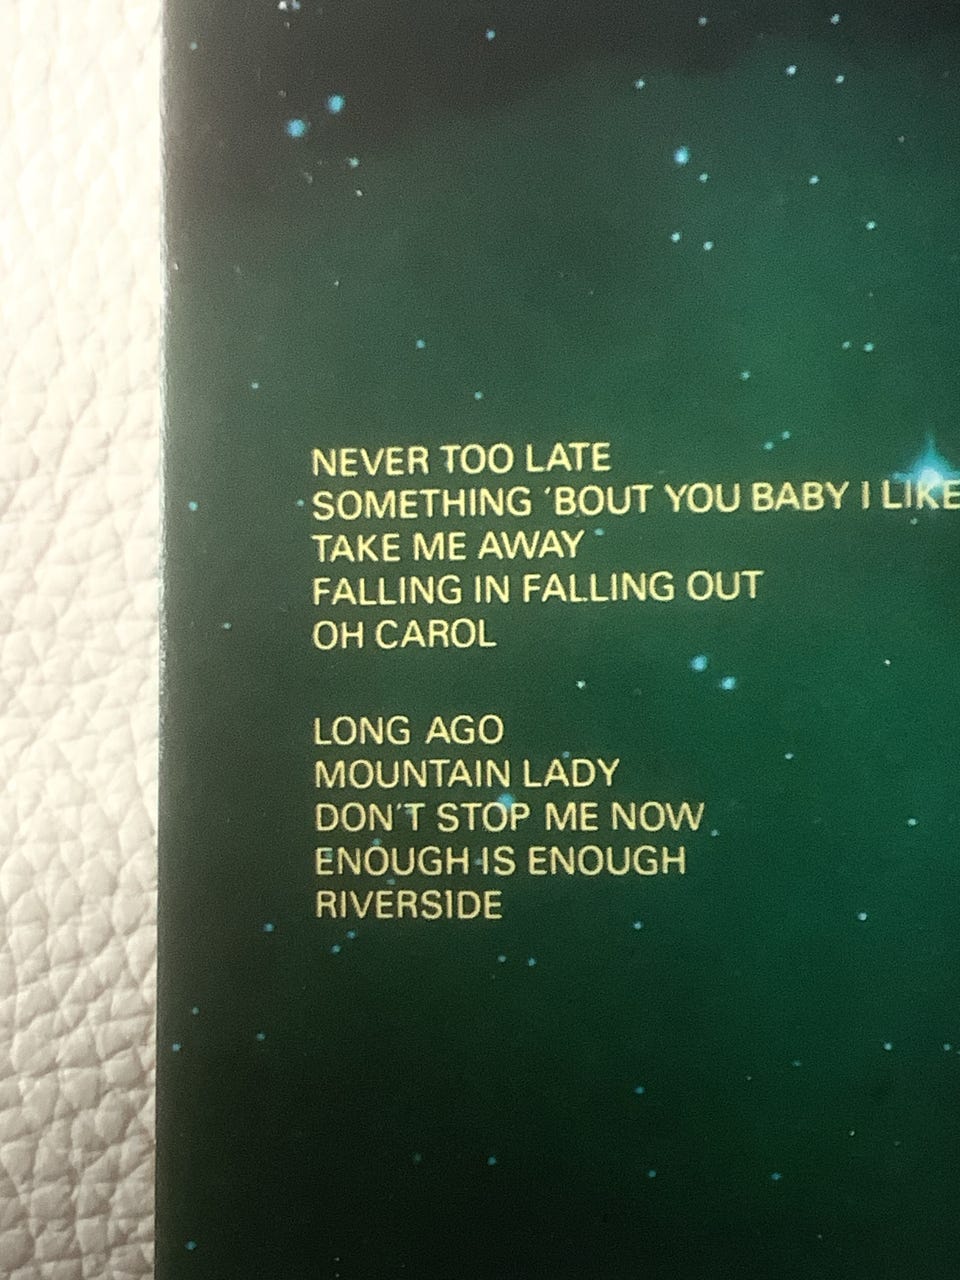 NEVER TOO LATE
SOMETHING 'BOUT YOU BABY I LIKE
TAKE ME AWAY
FALLING IN FALLING OUT
OH CAROL
LONG AGO
MOUNTAIN LADY
DON'T STOP ME NOW
ENOUGH IS ENOUGH
RIVERSIDE